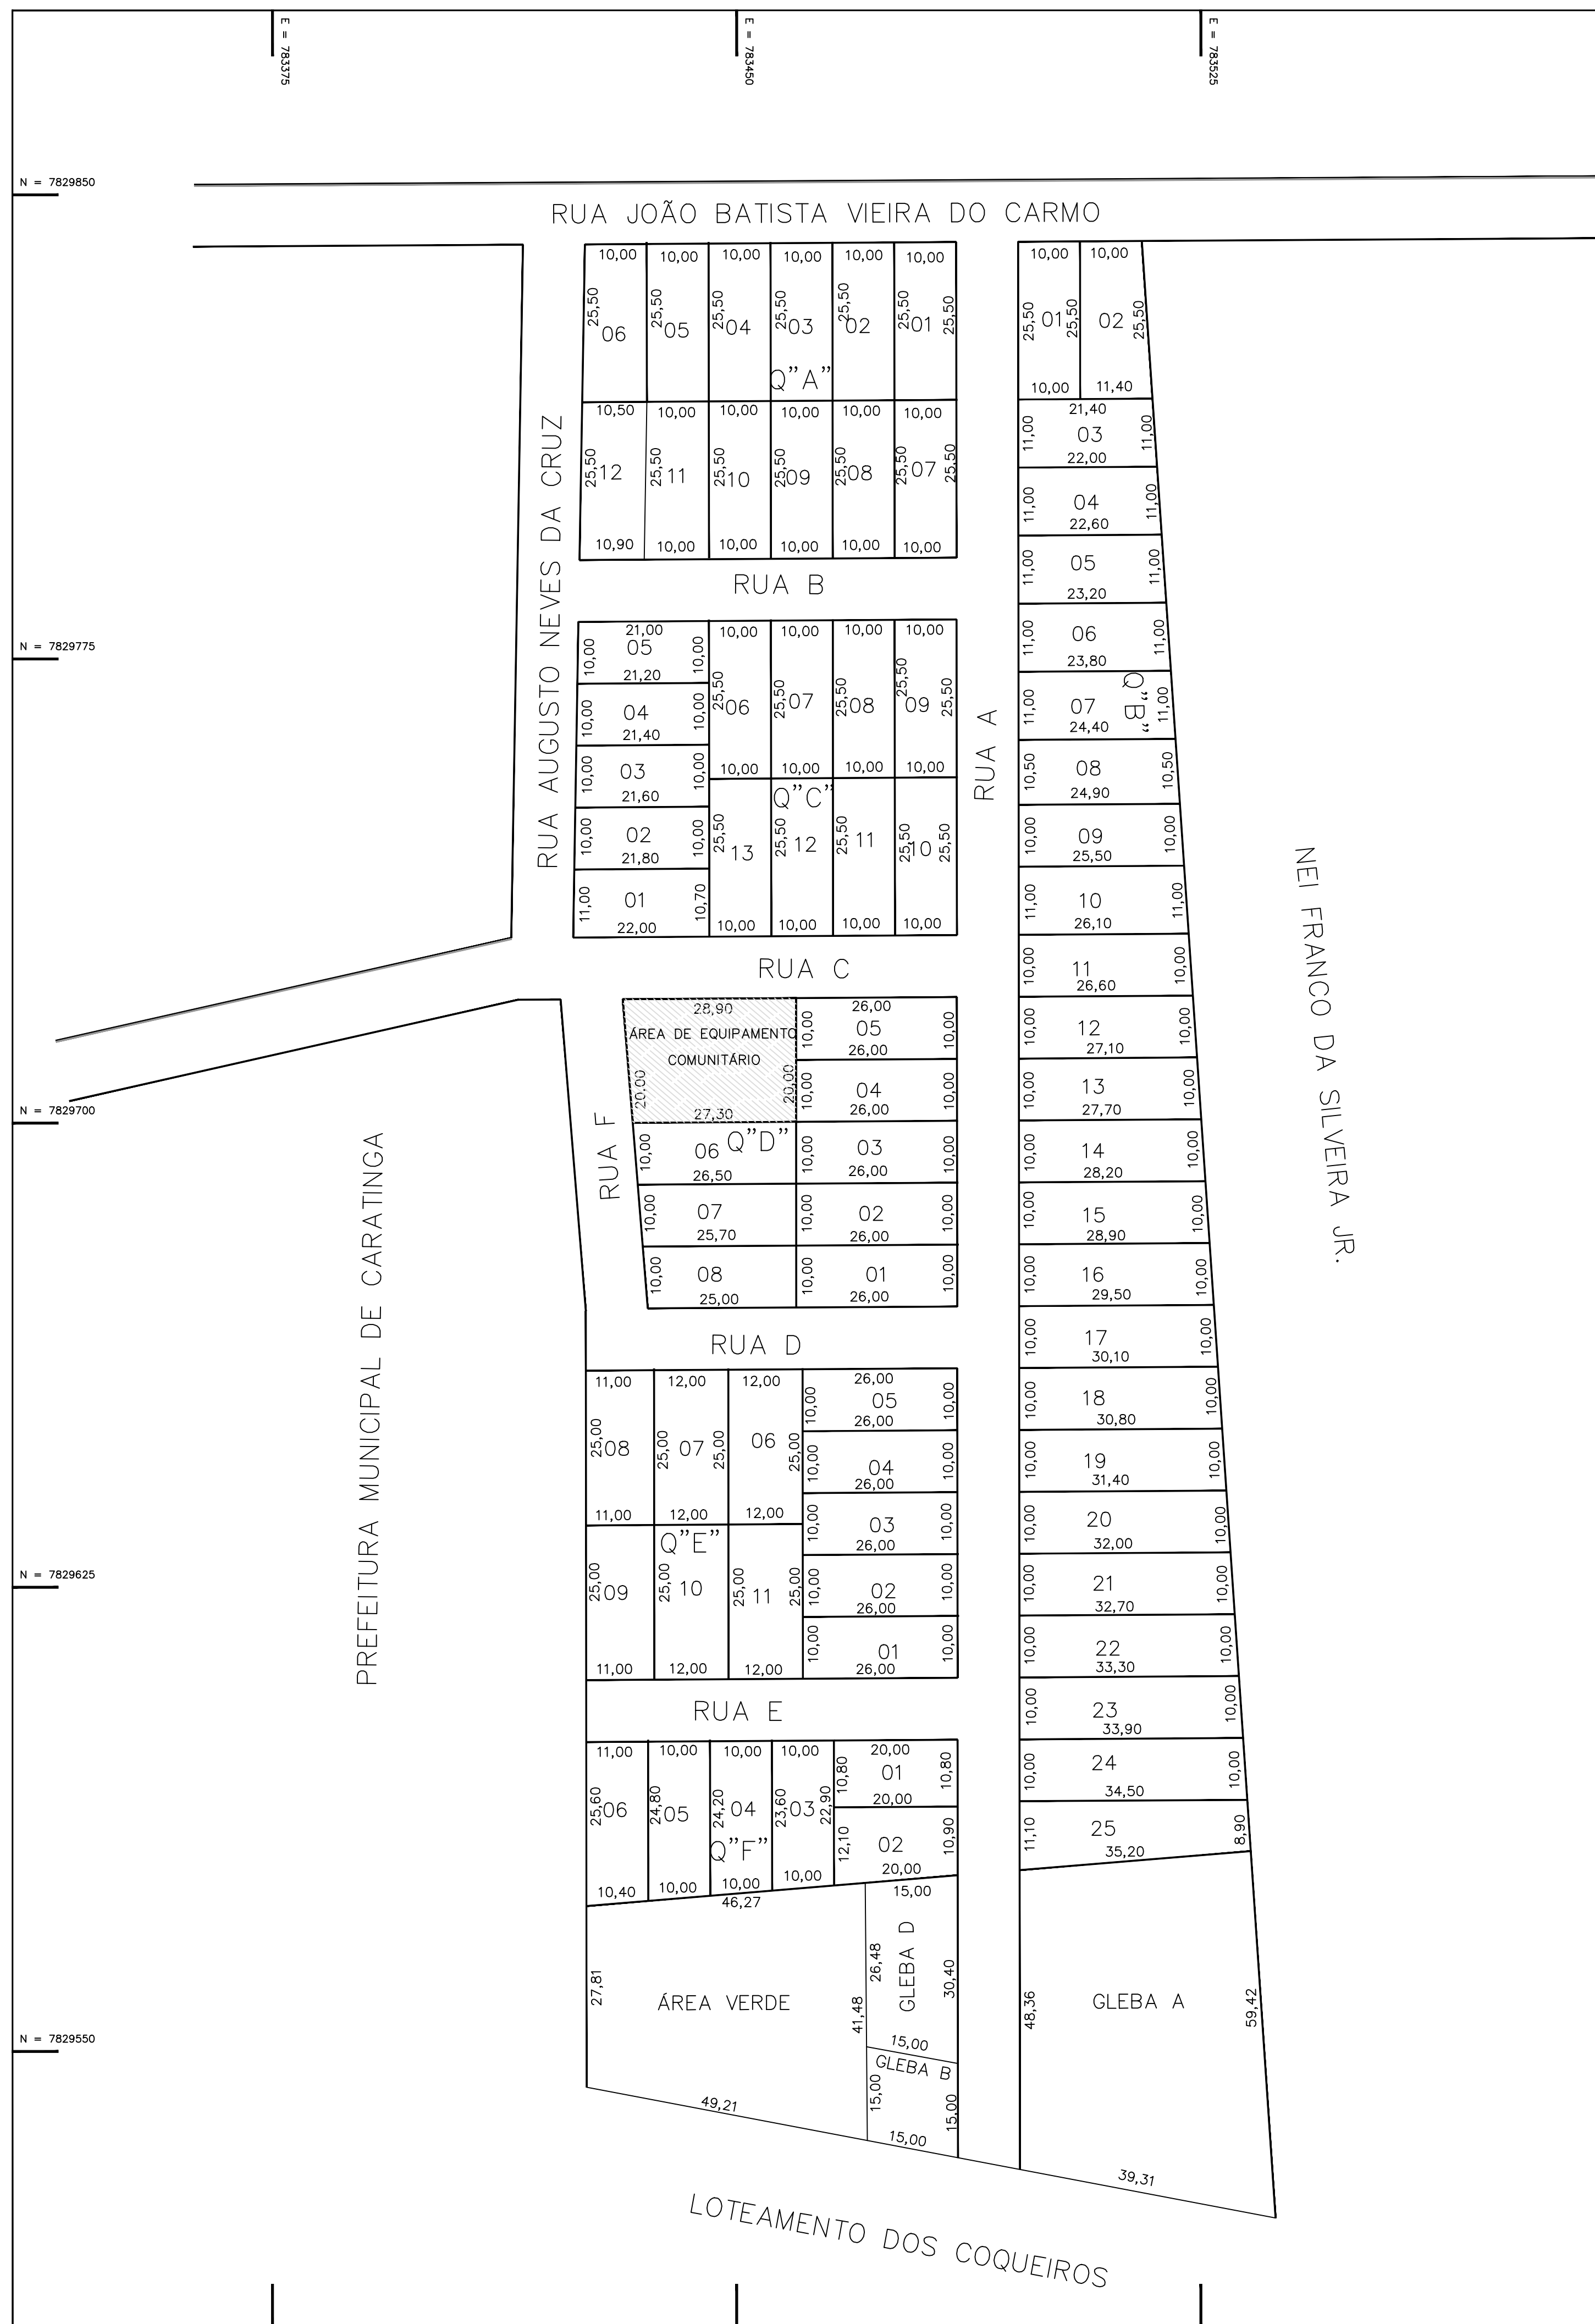 E = 783375
E = 783450
E = 783525
N = 7829850
RUA JOÃO BATISTA VIEIRA DO CARMO
10,00 10,00 10,00 10,00 10,00 10,00 10,00 10,00
25,50 25,50 25,50 25,50 25,50 25,50 25,50 25,50 25,50 25,50
06 05 04 03 02 01 01 02
Q"A"
10,00 11,40
10,50 10,00 10,00 10,00 10,00 10,00
21,40
11,00 03 11,00
22,00
25,50 25,50 25,50 25,50 25,50 25,50 25,50
12 11 10 09 08 07
11,00 04 11,00
22,60
10,90 10,00 10,00 10,00 10,00 10,00
11,00 05 11,00
23,20
RUA B
RUA AUGUSTO NEVES DA CRUZ
N = 7829775
21,00 10,00 10,00 10,00 10,00
10,00 05 10,00
21,20
11,00 06 11,00
23,80
10,00 04 10,00
21,40
25,50 25,50 25,50 25,50 25,50
06 07 08 09
Q"B"
11,00 07 11,00
24,40
RUA A
10,00 03 10,00
21,60
10,00 10,00 10,00 10,00
10,50 08 10,50
24,90
Q"C"
10,00 02 10,00
21,80
25,50 25,50 25,50 25,50 25,50
13 12 11 10
10,00 09 10,00
25,50
11,00 01 10,70
22,00
10,00 10,00 10,00 10,00
11,00 10 11,00
26,10
NEI FRANCO DA SILVEIRA JR.
RUA C
10,00 11 10,00
26,60
28,90
ÁREA DE EQUIPAMENTO
COMUNITÁRIO
20,00 20,00
27,30
26,00
10,00 05 10,00
26,00
10,00 12 10,00
27,10
10,00 04 10,00
26,00
10,00 13 10,00
27,70
N = 7829700
RUA F
Q"D"
10,00 06
26,50
10,00 03 10,00
26,00
10,00 14 10,00
28,20
10,00 07
25,70
10,00 02 10,00
26,00
10,00 15 10,00
28,90
10,00 08
25,00
10,00 01 10,00
26,00
10,00 16 10,00
29,50
PREFEITURA MUNICIPAL DE CARATINGA
RUA D
10,00 17 10,00
30,10
11,00 12,00 12,00 26,00
10,00 05 10,00
26,00
10,00 18 10,00
30,80
25,00 08 25,00 07 25,00 06 25,00
10,00 04 10,00
26,00
10,00 19 10,00
31,40
11,00 12,00 12,00
10,00 03 10,00
26,00
10,00 20 10,00
32,00
Q"E"
N = 7829625
25,00 09 25,00 10 25,00 11 25,00
10,00 02 10,00
26,00
10,00 21 10,00
32,70
10,00 01 10,00
26,00
10,00 22 10,00
33,30
11,00 12,00 12,00
RUA E
10,00 23 10,00
33,90
11,00 10,00 10,00 10,00 20,00
10,80 01 10,80
20,00
10,00 24 10,00
34,50
25,60 06 24,80 05 24,20 04 23,60 03 22,90
Q"F"
12,10 02 10,90
20,00
11,10 25 8,90
35,20
10,40 10,00 10,00 10,00
46,27
15,00
27,81
ÁREA VERDE
41,48
26,48
GLEBA D
30,40
15,00
48,36
GLEBA A
59,42
N = 7829550
GLEBA B
15,00 15,00
15,00
49,21
39,31
LOTEAMENTO DOS COQUEIROS